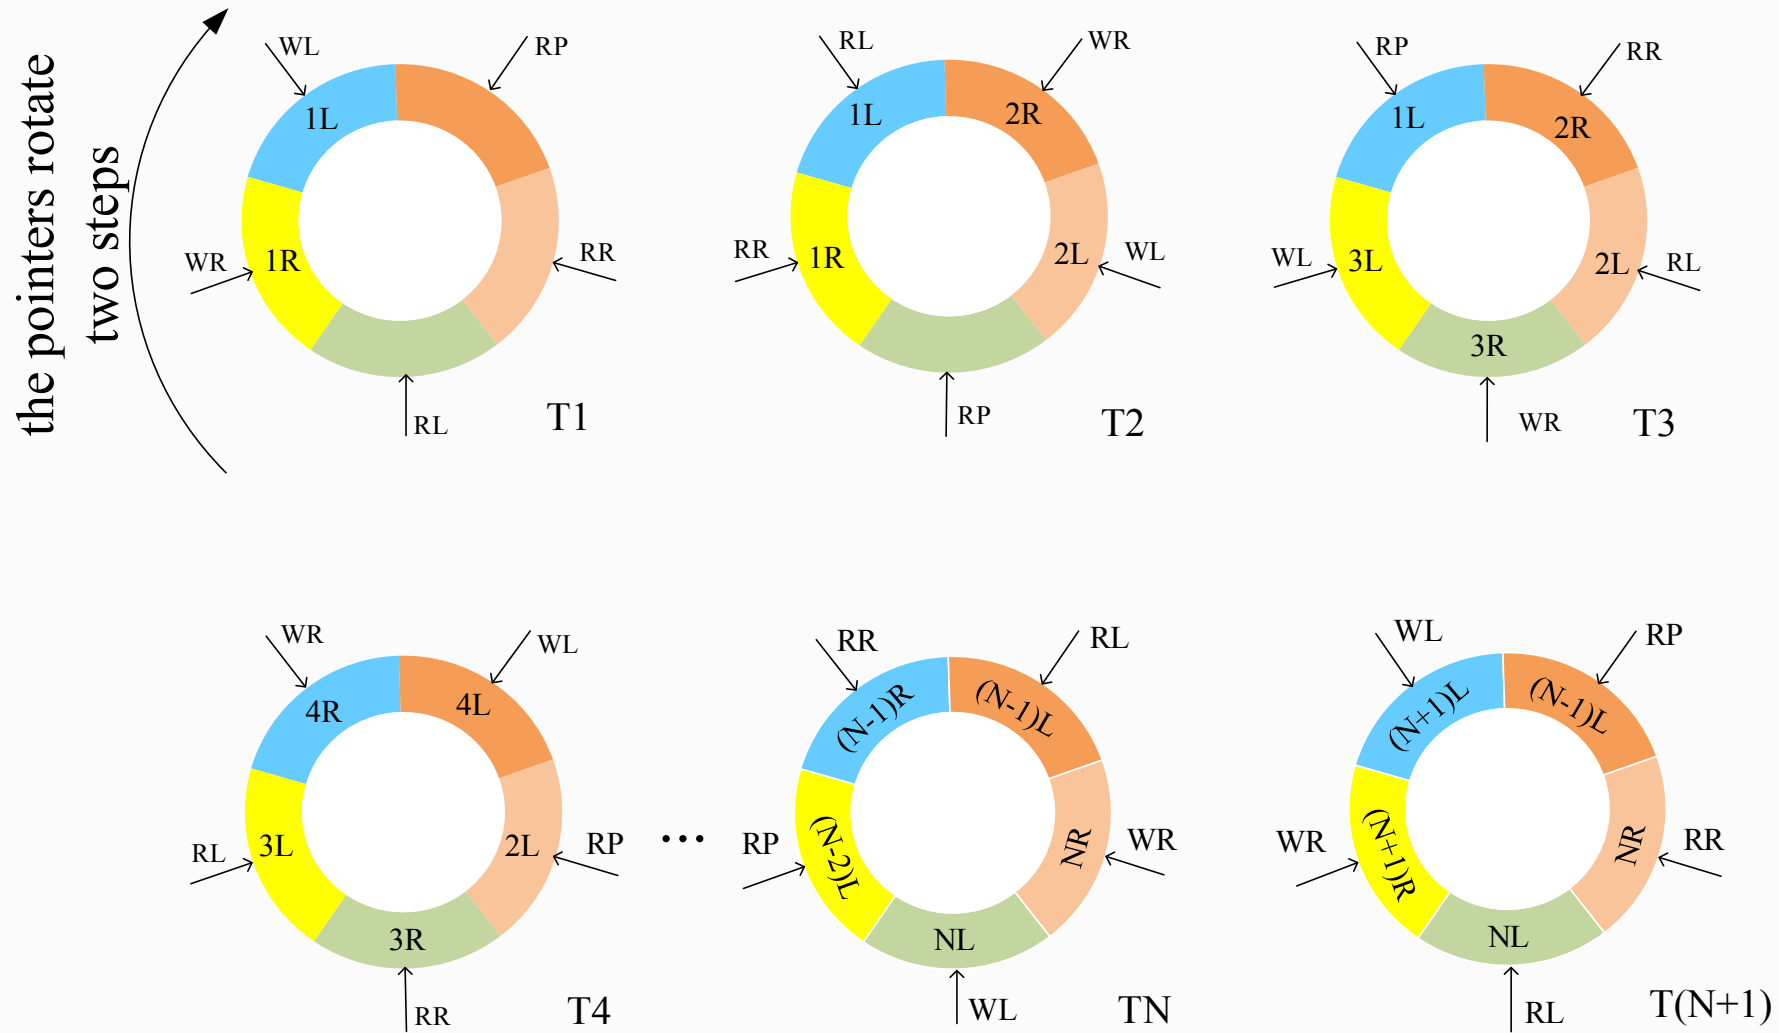 the pointers rotate
two steps
WL
RP
1L
1R
WR
RR
RL
T1
RL
WR
1L
2R
RR
1R
2L
WL
RP
T2
RP
RR
1L
2R
WL
3L
2L
RL
3R
WR
T3
WR
WL
4R
4L
RL
3L
2L
RP
3R
RR
T4
...
RR
RL
(N-1)R
(N-1)L
RP
(N-2)L
NR
WR
NL
WL
TN
WL
RP
(N+1)L
(N-1)L
WR
(N+1)R
NR
RR
NL
RL
T(N+1)